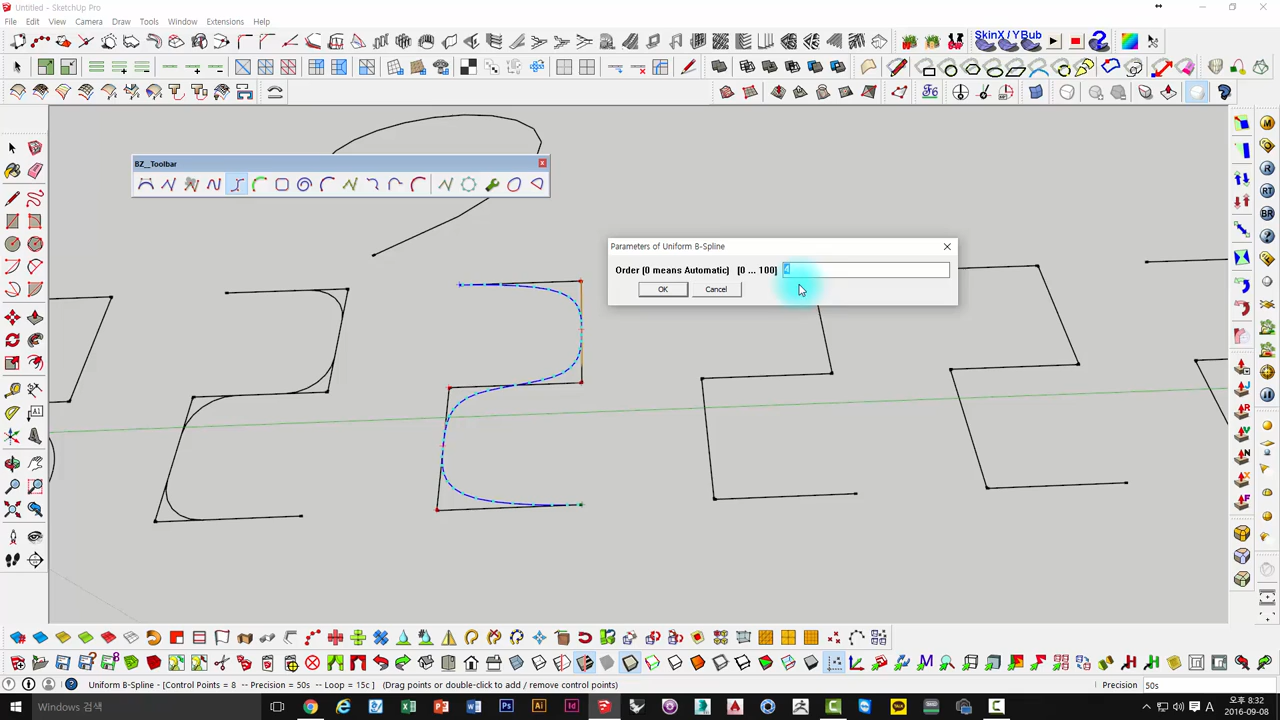 Untitled - SketchUp Pro
File Edit View Camera Draw Tools Window Extensions Help
SkinX / YBub
BZ__Toolbar
Parameters of Uniform B-Spline
Order (0 means Automatic) [0 ... 100] 4
OK Cancel
Uniform B-Spline - [Control Points = 8 -- Precision = 50s -- Loop = 15c ] (Drag points or double-click to add / remove control points)
Precision 50s
Windows 검색
오후 8:32
2016-09-08